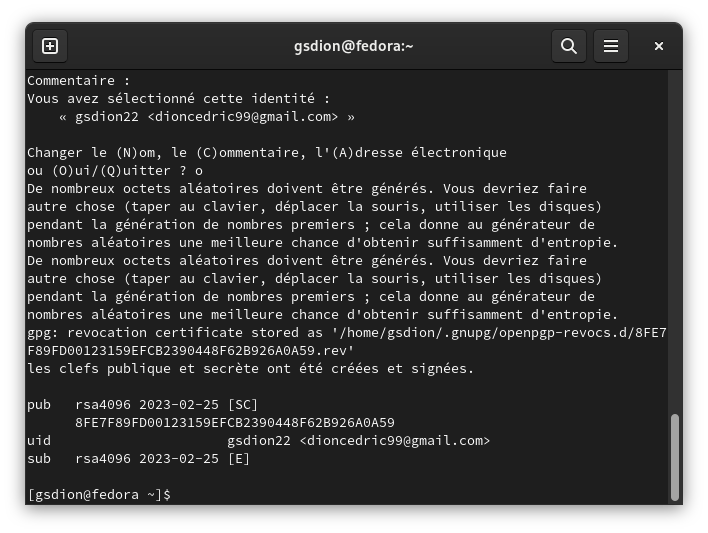 gsdion@fedora:~
Commentaire :
Vous avez sélectionné cette identité :
    « gsdion22 <dioncedric99@gmail.com> »

Changer le (N)om, le (C)ommentaire, l'(A)dresse électronique
ou (O)ui/(Q)uitter ? o
De nombreux octets aléatoires doivent être générés. Vous devriez faire
autre chose (taper au clavier, déplacer la souris, utiliser les disques)
pendant la génération de nombres premiers ; cela donne au générateur de
nombres aléatoires une meilleure chance d'obtenir suffisamment d'entropie.
De nombreux octets aléatoires doivent être générés. Vous devriez faire
autre chose (taper au clavier, déplacer la souris, utiliser les disques)
pendant la génération de nombres premiers ; cela donne au générateur de
nombres aléatoires une meilleure chance d'obtenir suffisamment d'entropie.
gpg: revocation certificate stored as '/home/gsdion/.gnupg/openpgp-revocs.d/8FE7
F89FD00123159EFCB2390448F62B926A0A59.rev'
les clefs publique et secrète ont été créées et signées.

pub   rsa4096 2023-02-25 [SC]
      8FE7F89FD00123159EFCB2390448F62B926A0A59
uid                      gsdion22 <dioncedric99@gmail.com>
sub   rsa4096 2023-02-25 [E]

[gsdion@fedora ~]$